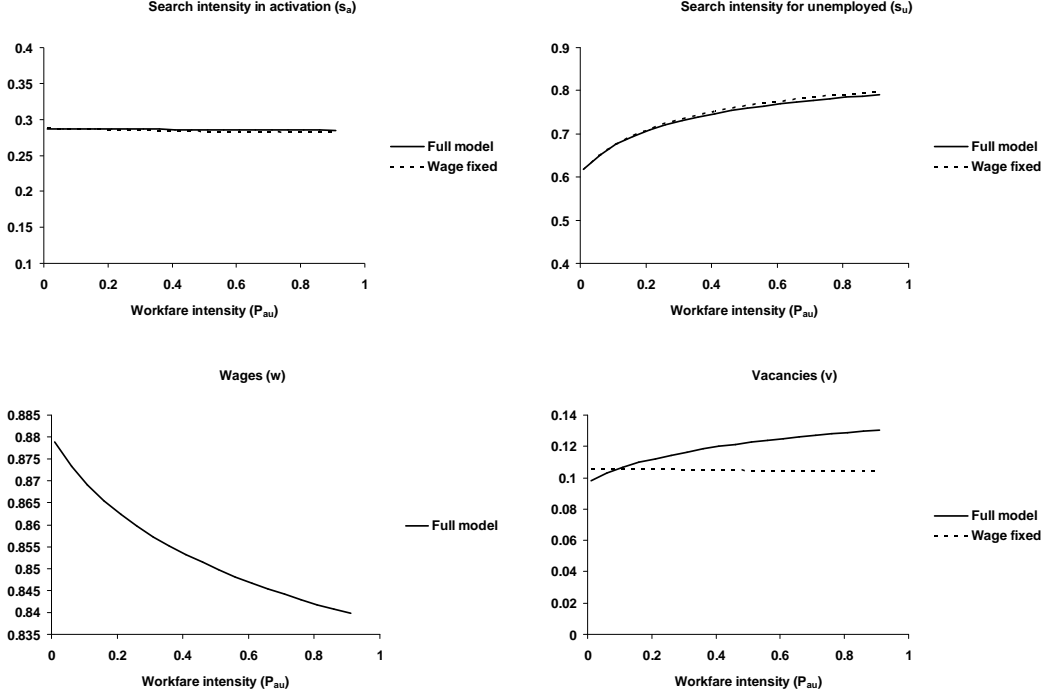 Search intensity in activation (sₐ)
0.4
0.35
0.3
0.25
0.2
0.15
0.1
0 0.2 0.4 0.6 0.8 1
Workfare intensity (Pₐᵤ)
Full model
Wage fixed
Search intensity for unemployed (sᵤ)
0.9
0.8
0.7
0.6
0.5
0.4
0 0.2 0.4 0.6 0.8 1
Workfare intensity (Pₐᵤ)
Full model
Wage fixed
Wages (w)
0.885
0.88
0.875
0.87
0.865
0.86
0.855
0.85
0.845
0.84
0.835
0 0.2 0.4 0.6 0.8 1
Workfare intensity (Pₐᵤ)
Full model
Vacancies (v)
0.14
0.12
0.1
0.08
0.06
0.04
0.02
0
0 0.2 0.4 0.6 0.8 1
Workfare intensity (Pₐᵤ)
Full model
Wage fixed